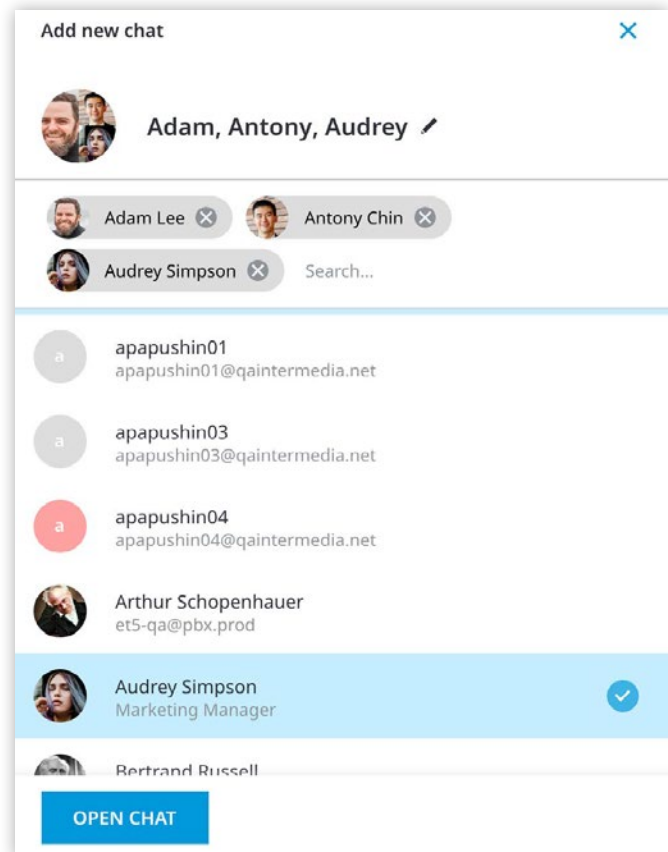 Add new chat
Adam, Antony, Audrey
Adam Lee Antony Chin
Audrey Simpson Search...
a apapushin01
apapushin01@qaintermedia.net
a apapushin03
apapushin03@qaintermedia.net
a apapushin04
apapushin04@qaintermedia.net
Arthur Schopenhauer
et5-qa@pbx.prod
Audrey Simpson
Marketing Manager
Bertrand Russell
OPEN CHAT